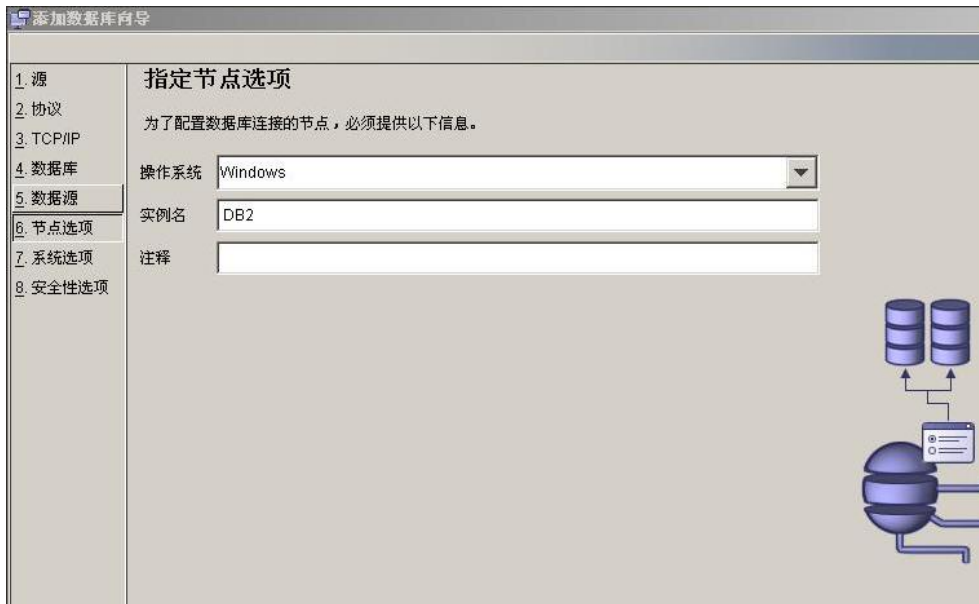 添加数据库向导
1. 源
2. 协议
3. TCP/IP
4. 数据库
5. 数据源
6. 节点选项
7. 系统选项
8. 安全性选项
指定节点选项
为了配置数据库连接的节点，必须提供以下信息。
操作系统 Windows
实例名 DB2
注释